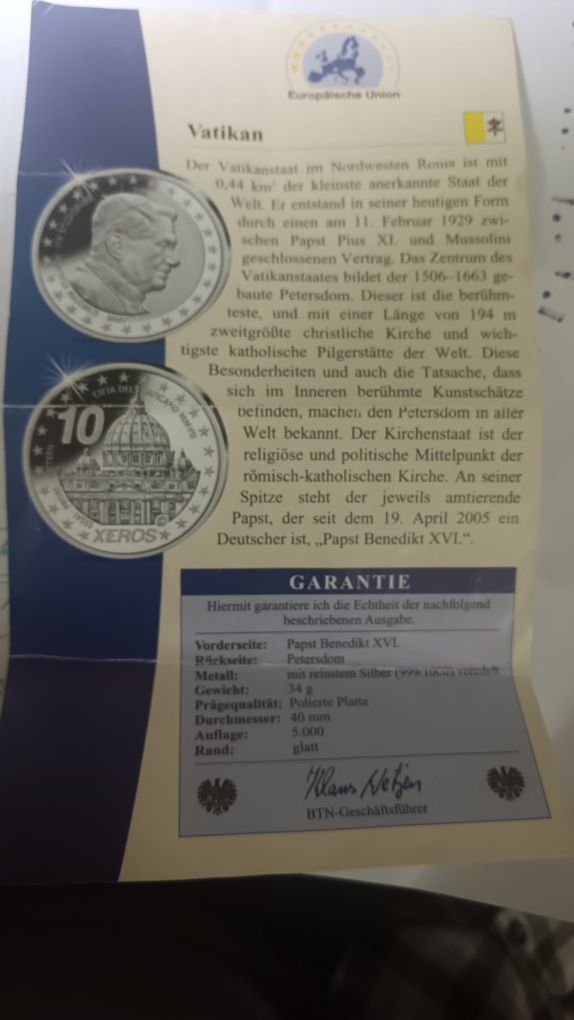 Europäische Union
Vatikan
Der Vatikanstaat im Nordwesten Roms ist mit
0,44 km² der kleinste anerkannte Staat der
Welt. Er entstand in seiner heutigen Form
durch einen am 11. Februar 1929 zwi-
schen Papst Pius XI. und Mussolini
geschlossenen Vertrag. Das Zentrum des
Vatikanstaates bildet der 1506–1663 ge-
baute Petersdom. Dieser ist die berühm-
teste, und mit einer Länge von 194 m
zweitgrößte christliche Kirche und wich-
tigste katholische Pilgerstätte der Welt. Diese
Besonderheiten und auch die Tatsache, dass
sich im Inneren berühmte Kunstschätze
befinden, machen den Petersdom in aller
Welt bekannt. Der Kirchenstaat ist der
religiöse und politische Mittelpunkt der
römisch-katholischen Kirche. An seiner
Spitze steht der jeweils amtierende
Papst, der seit dem 19. April 2005 ein
Deutscher ist, „Papst Benedikt XVI.“.
CITTA DEL VATICANO
10
XEROS
GARANTIE
Hiermit garantiere ich die Echtheit der nachfolgend
beschriebenen Ausgabe.
Vorderseite: Papst Benedikt XVI.
Rückseite: Petersdom
Metall: mit reinstem Silber (999/1000) veredelt
Gewicht: 34 g
Prägequalität: Polierte Platte
Durchmesser: 40 mm
Auflage: 5.000
Rand: glatt
Klaus Netjen
BTN-Geschäftsführer